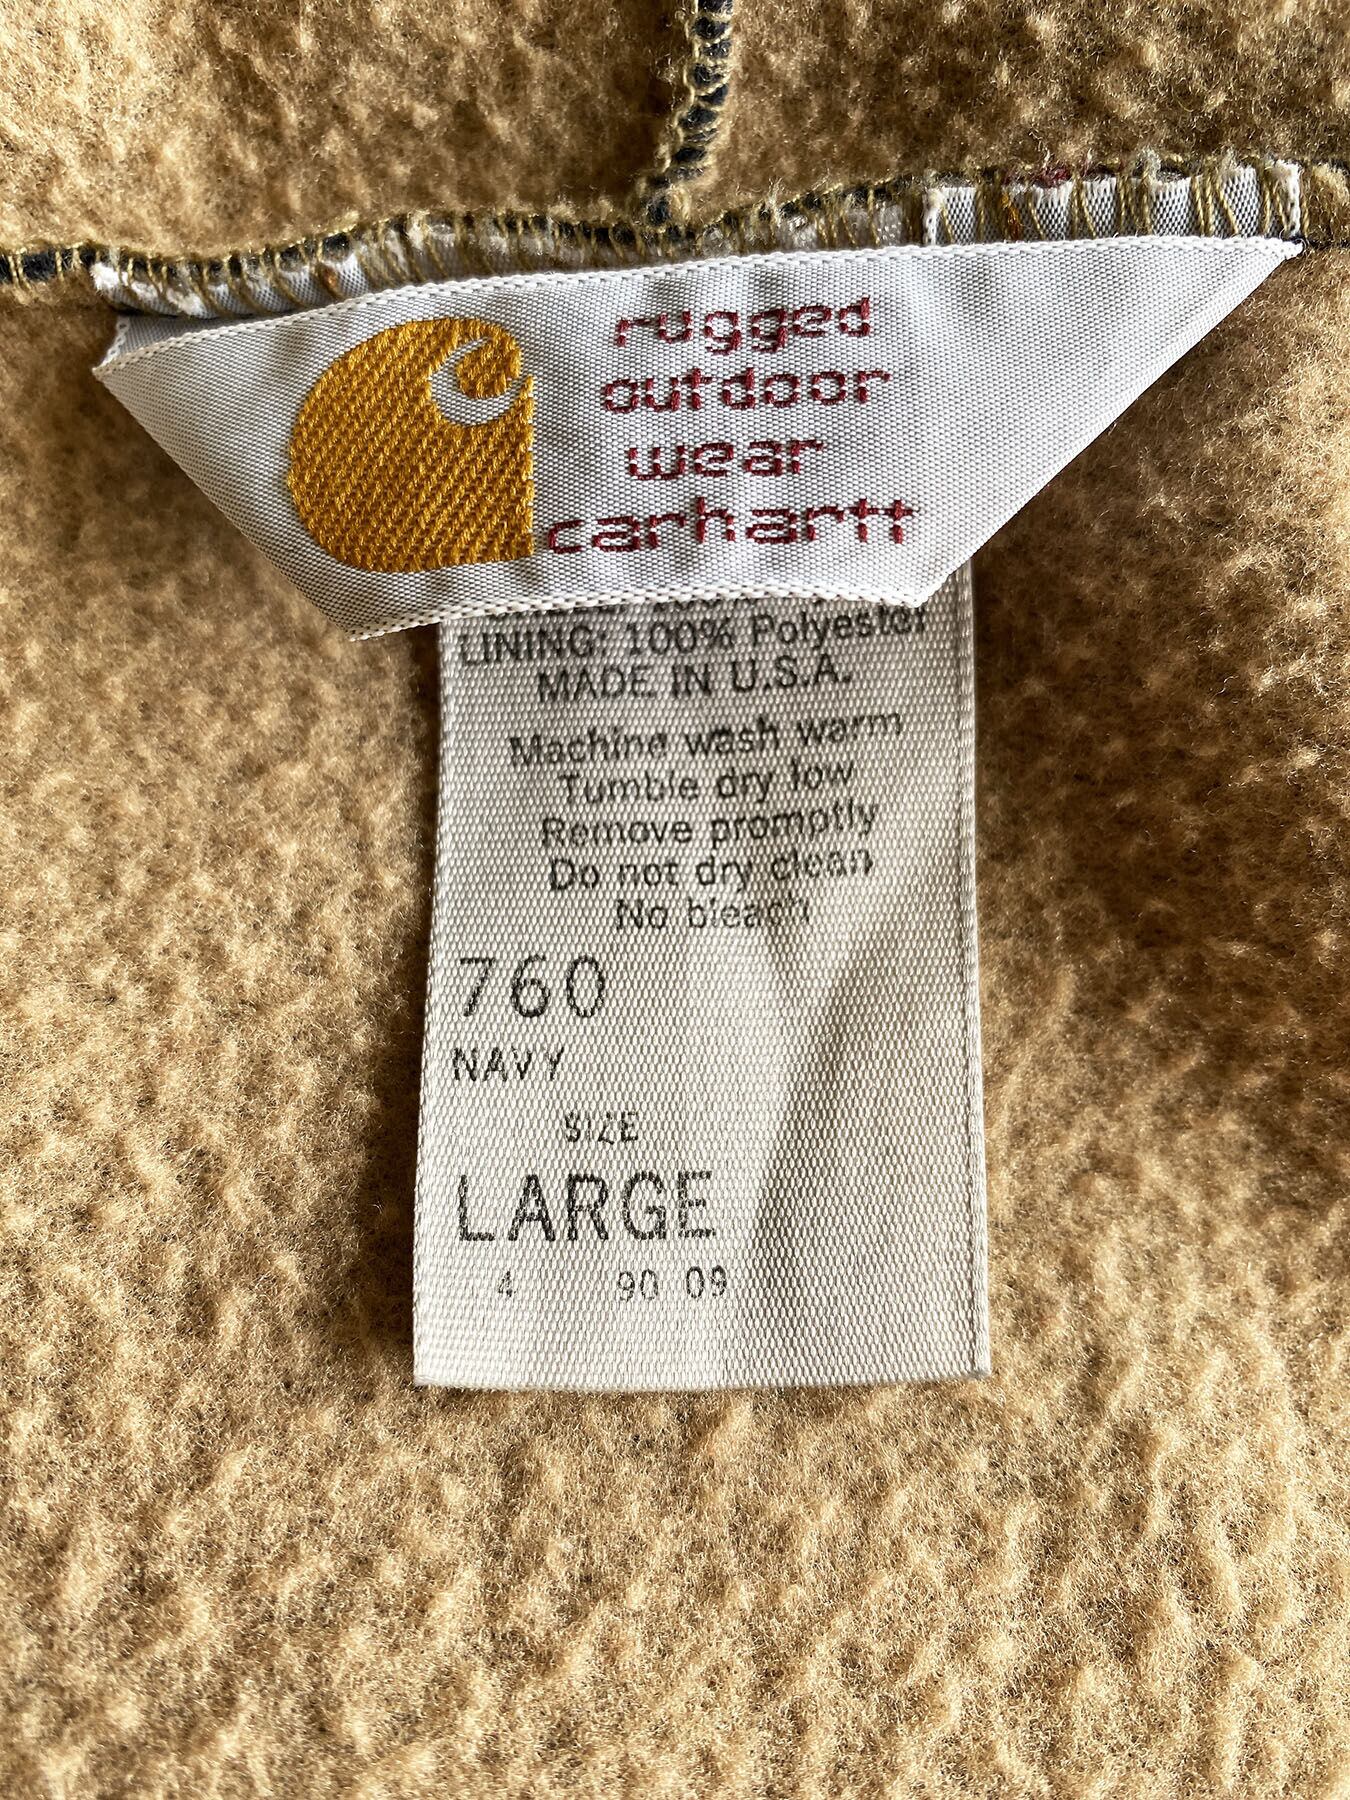 rugged
outdoor
wear
carhartt
LINING: 100% Polyester
MADE IN U.S.A.
Machine wash warm
Tumble dry low
Remove promptly
Do not dry clean
No bleach
760
NAVY
SIZE
LARGE
4 90 09